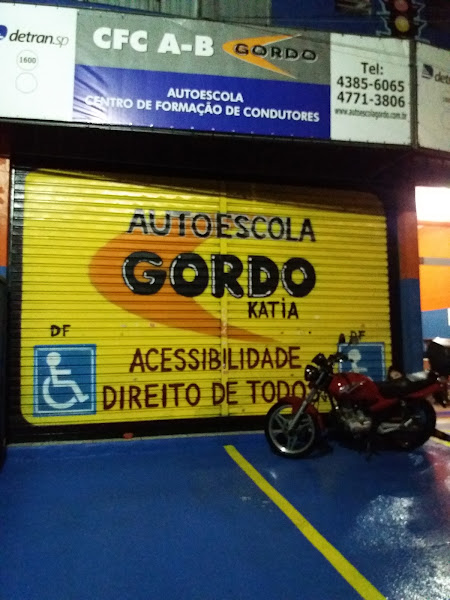 detran.sp
1600
CFC A-B GORDO
AUTOESCOLA
CENTRO DE FORMAÇÃO DE CONDUTORES
Tel:
4385-6065
4771-3806
www.autoescolagordo.com.br
detr
AUTOESCOLA
GORDO
KATIA
DF
DF
ACESSIBILIDADE
DIREITO DE TODO